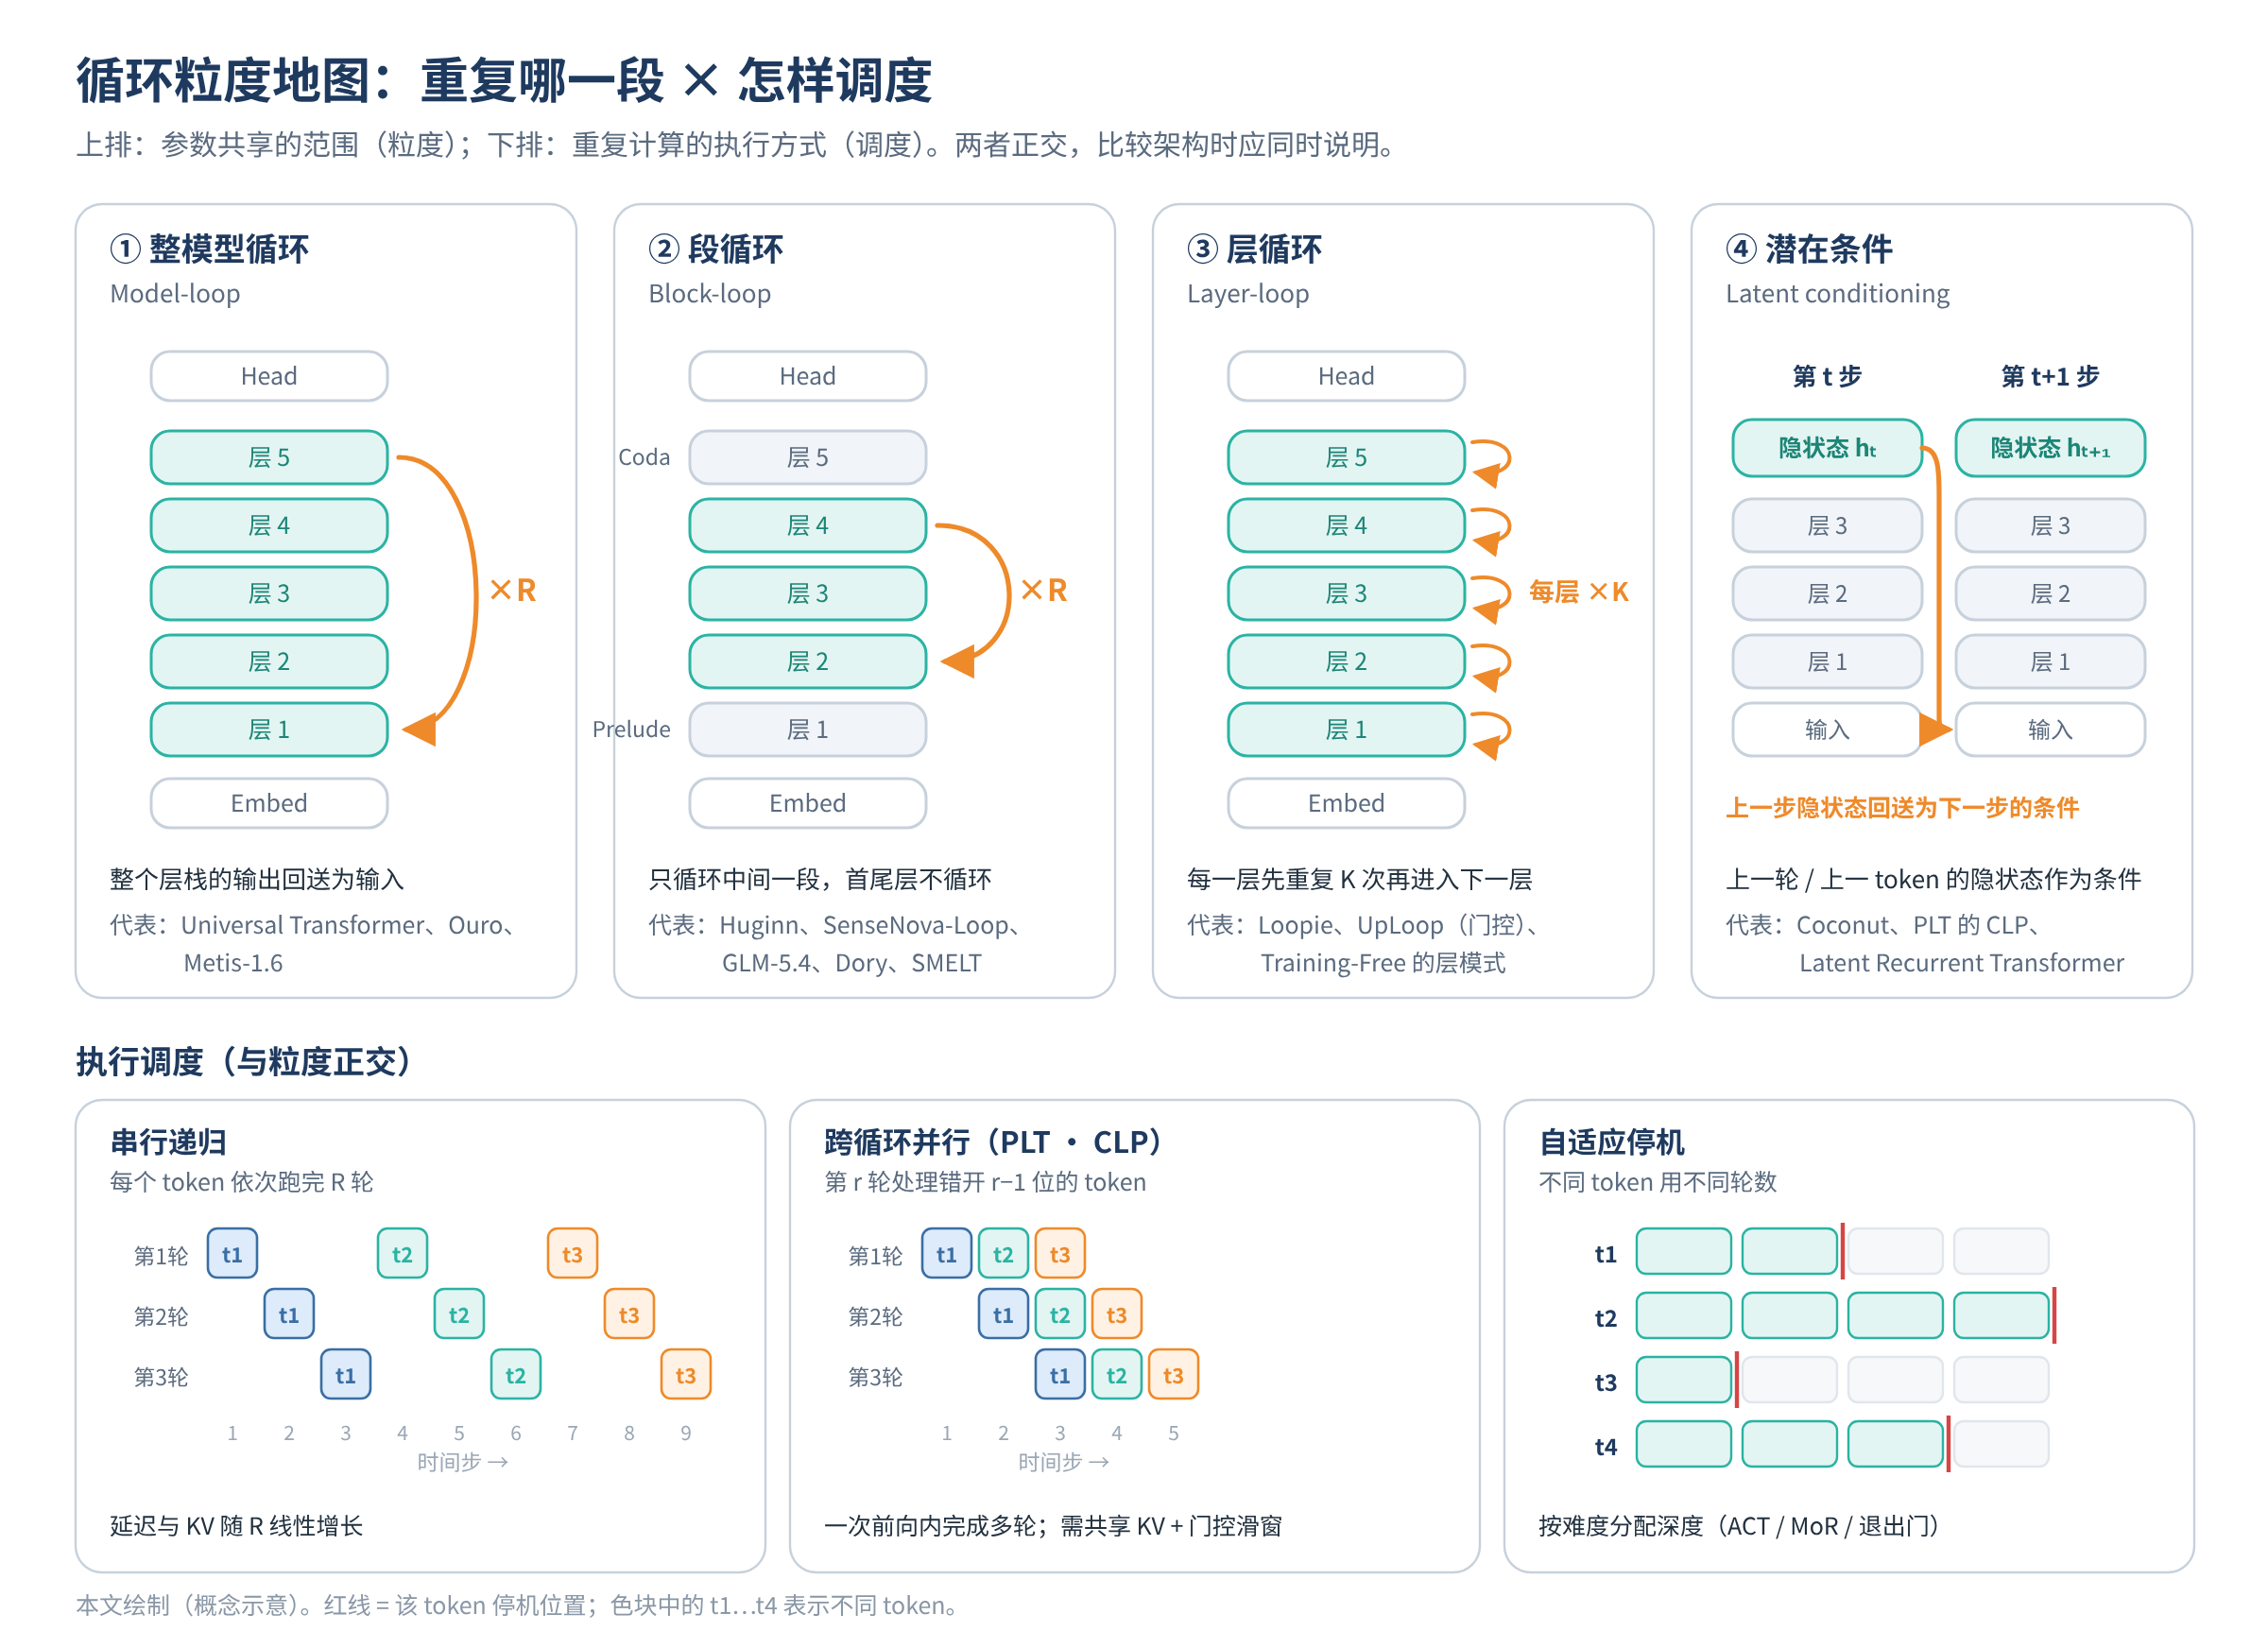 循环粒度地图：重复哪一段 × 怎样调度
上排：参数共享的范围（粒度）；下排：重复计算的执行方式（调度）。两者正交，比较架构时应同时说明。
① 整模型循环
Model-loop
Head
层 5
层 4
层 3
×R
层 2
层 1
Embed
整个层栈的输出回送为输入
代表：Universal Transformer、Ouro、
Metis-1.6
② 段循环
Block-loop
Head
Coda
层 5
层 4
层 3
×R
层 2
Prelude
层 1
Embed
只循环中间一段，首尾层不循环
代表：Huginn、SenseNova-Loop、
GLM-5.4、Dory、SMELT
③ 层循环
Layer-loop
Head
层 5
层 4
层 3
每层 ×K
层 2
层 1
Embed
每一层先重复 K 次再进入下一层
代表：Loopie、UpLoop（门控）、
Training-Free 的层模式
④ 潜在条件
Latent conditioning
第 t 步
第 t+1 步
隐状态 hₜ
隐状态 hₜ₊₁
层 3
层 3
层 2
层 2
层 1
层 1
输入
输入
上一步隐状态回送为下一步的条件
上一轮 / 上一 token 的隐状态作为条件
代表：Coconut、PLT 的 CLP、
Latent Recurrent Transformer
执行调度（与粒度正交）
串行递归
每个 token 依次跑完 R 轮
第1轮 t1 t2 t3
第2轮 t1 t2 t3
第3轮 t1 t2 t3
1 2 3 4 5 6 7 8 9
时间步 →
延迟与 KV 随 R 线性增长
跨循环并行（PLT · CLP）
第 r 轮处理错开 r−1 位的 token
第1轮 t1 t2 t3
第2轮 t1 t2 t3
第3轮 t1 t2 t3
1 2 3 4 5
时间步 →
一次前向内完成多轮；需共享 KV + 门控滑窗
自适应停机
不同 token 用不同轮数
t1
t2
t3
t4
按难度分配深度（ACT / MoR / 退出门）
本文绘制（概念示意）。红线 = 该 token 停机位置；色块中的 t1…t4 表示不同 token。